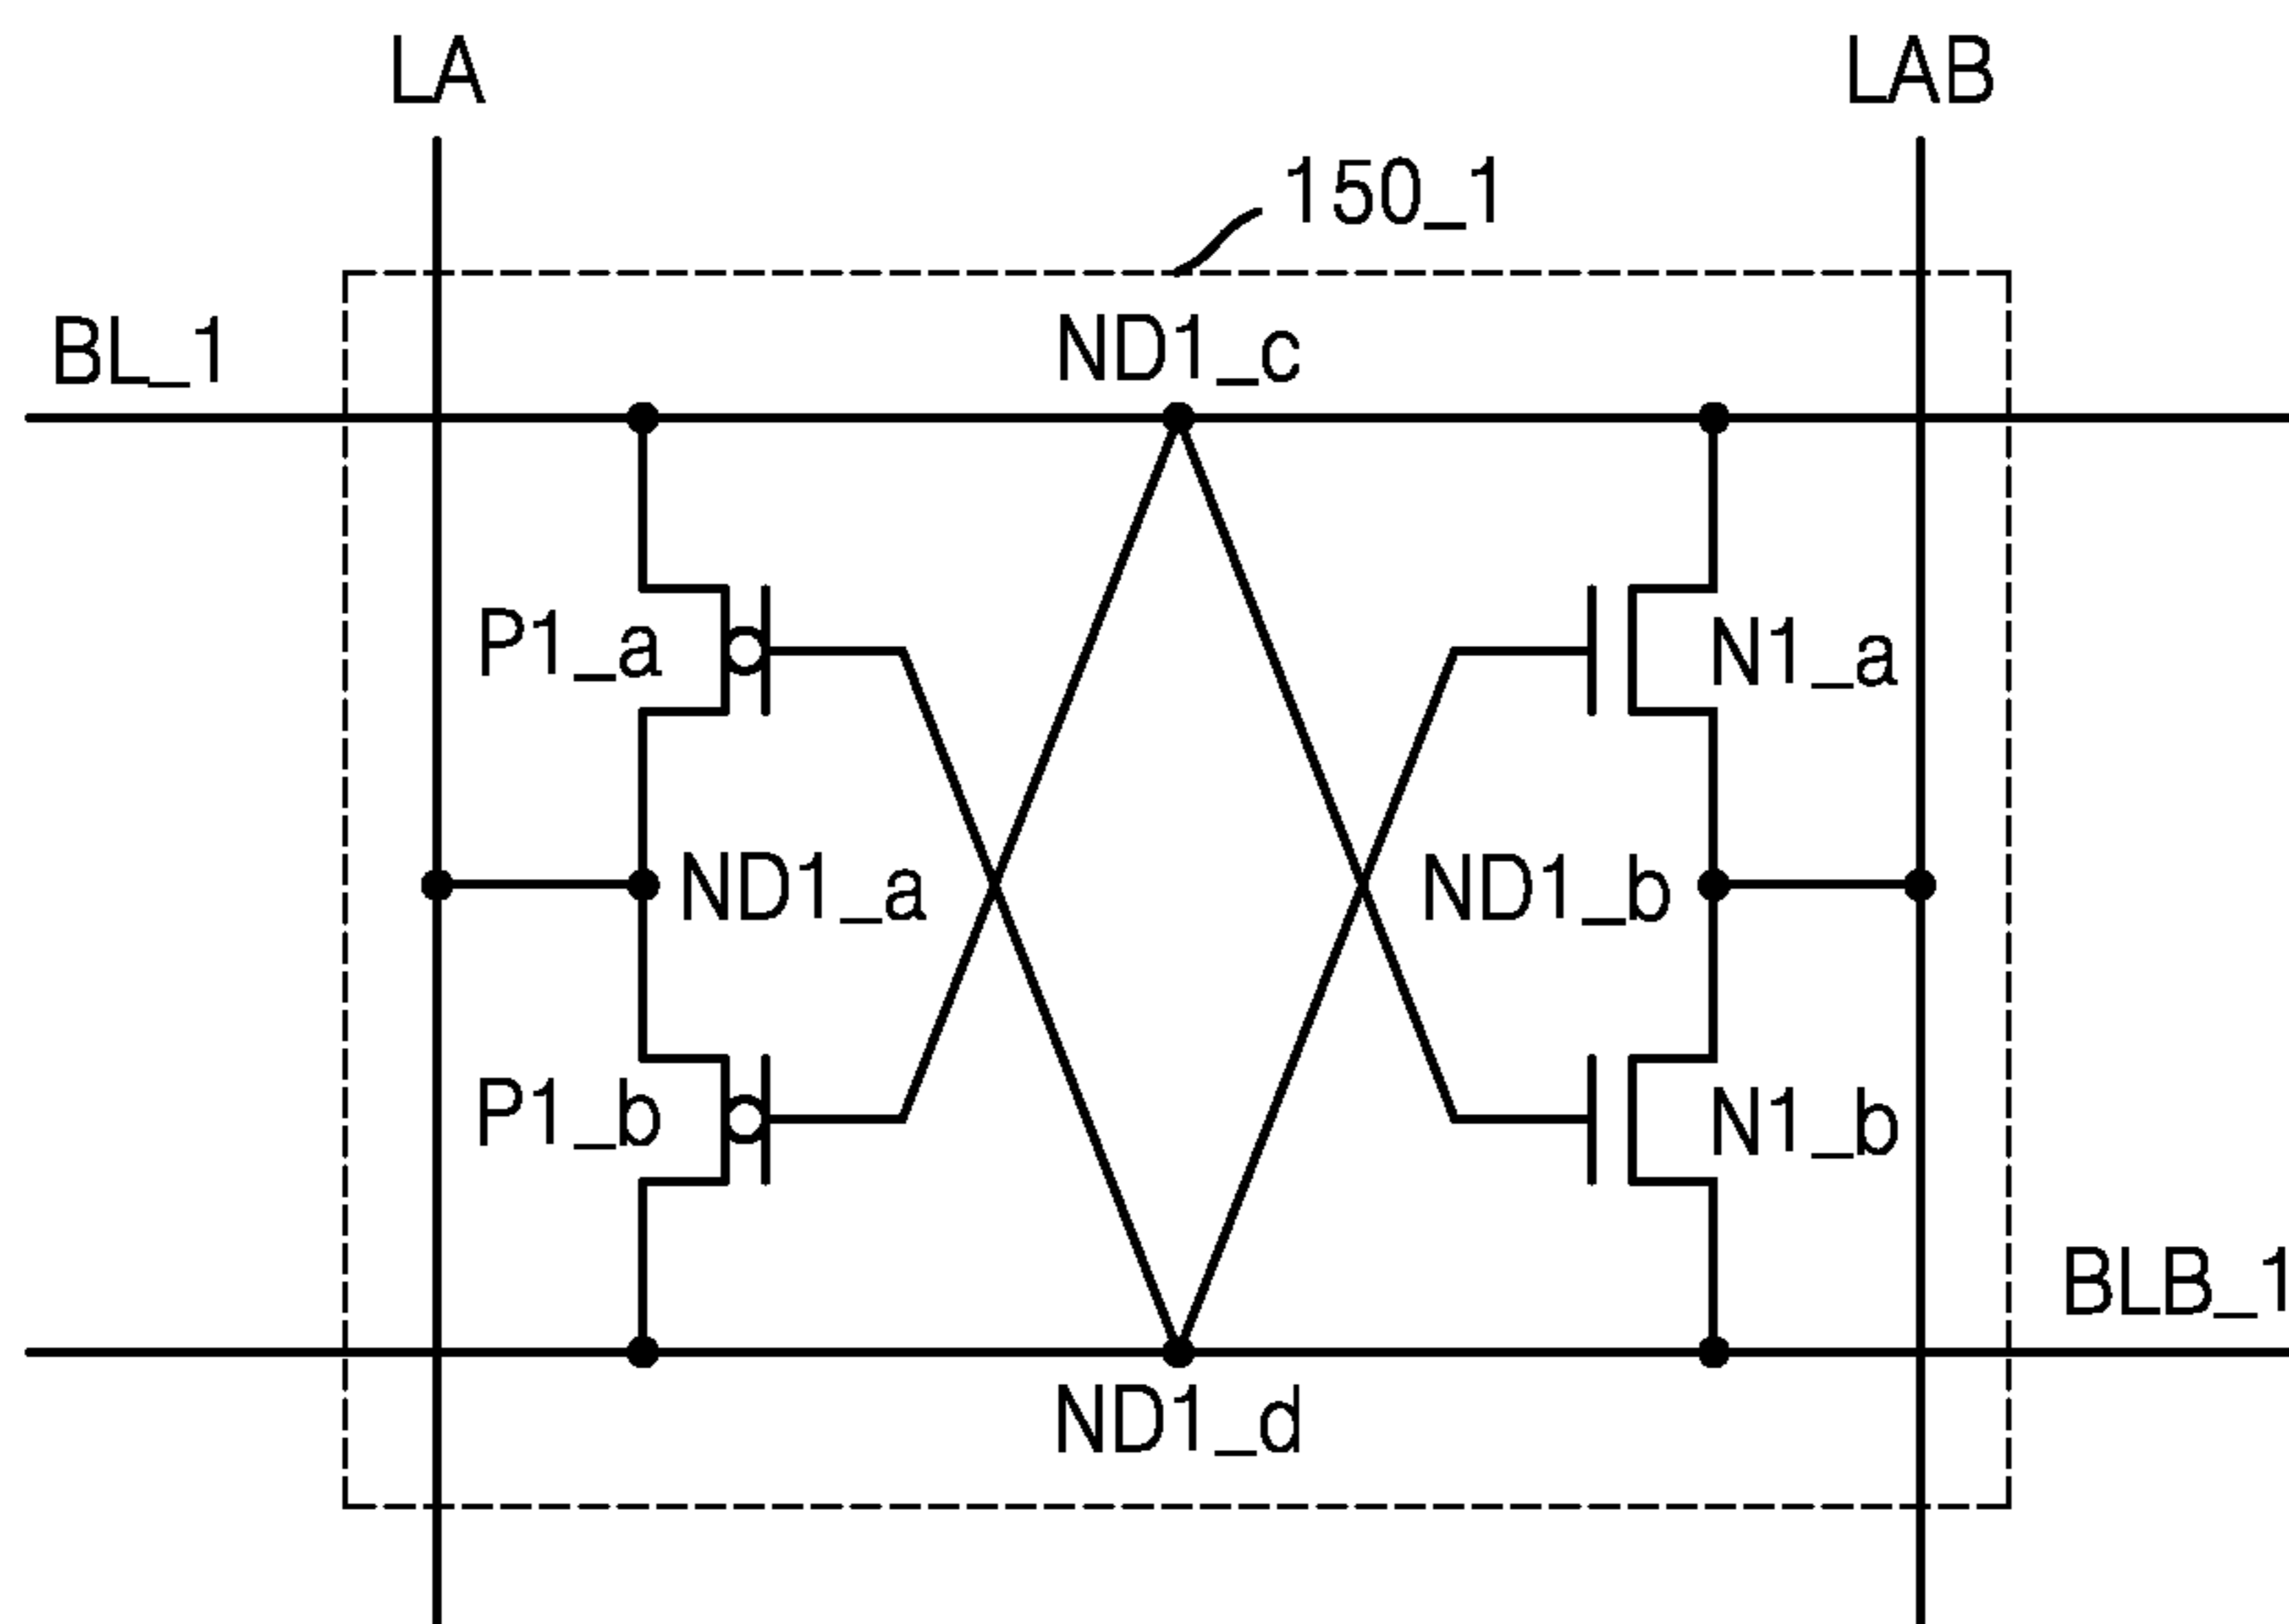 LA
LAB
150_1
BL_1
ND1_c
P1_a
N1_a
ND1_a
ND1_b
P1_b
N1_b
BLB_1
ND1_d